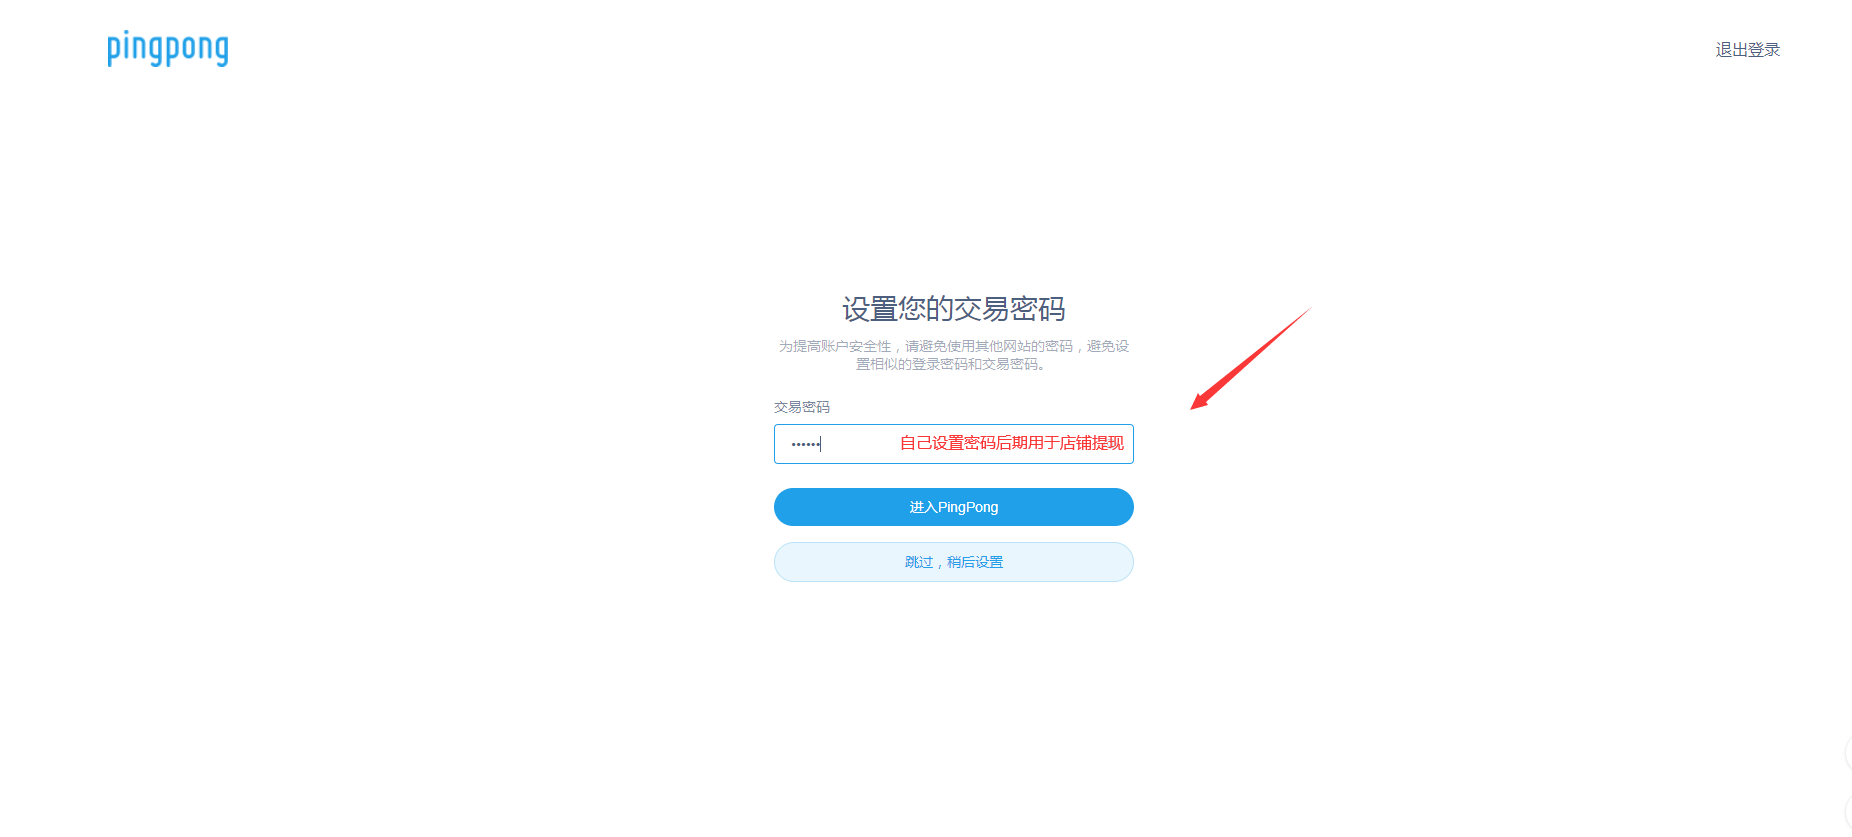 pingpong
退出登录
设置您的交易密码
为提高账户安全性，请避免使用其他网站的密码，避免设
置相似的登录密码和交易密码。
交易密码
•••••• 自己设置密码后期用于店铺提现
进入PingPong
跳过，稍后设置